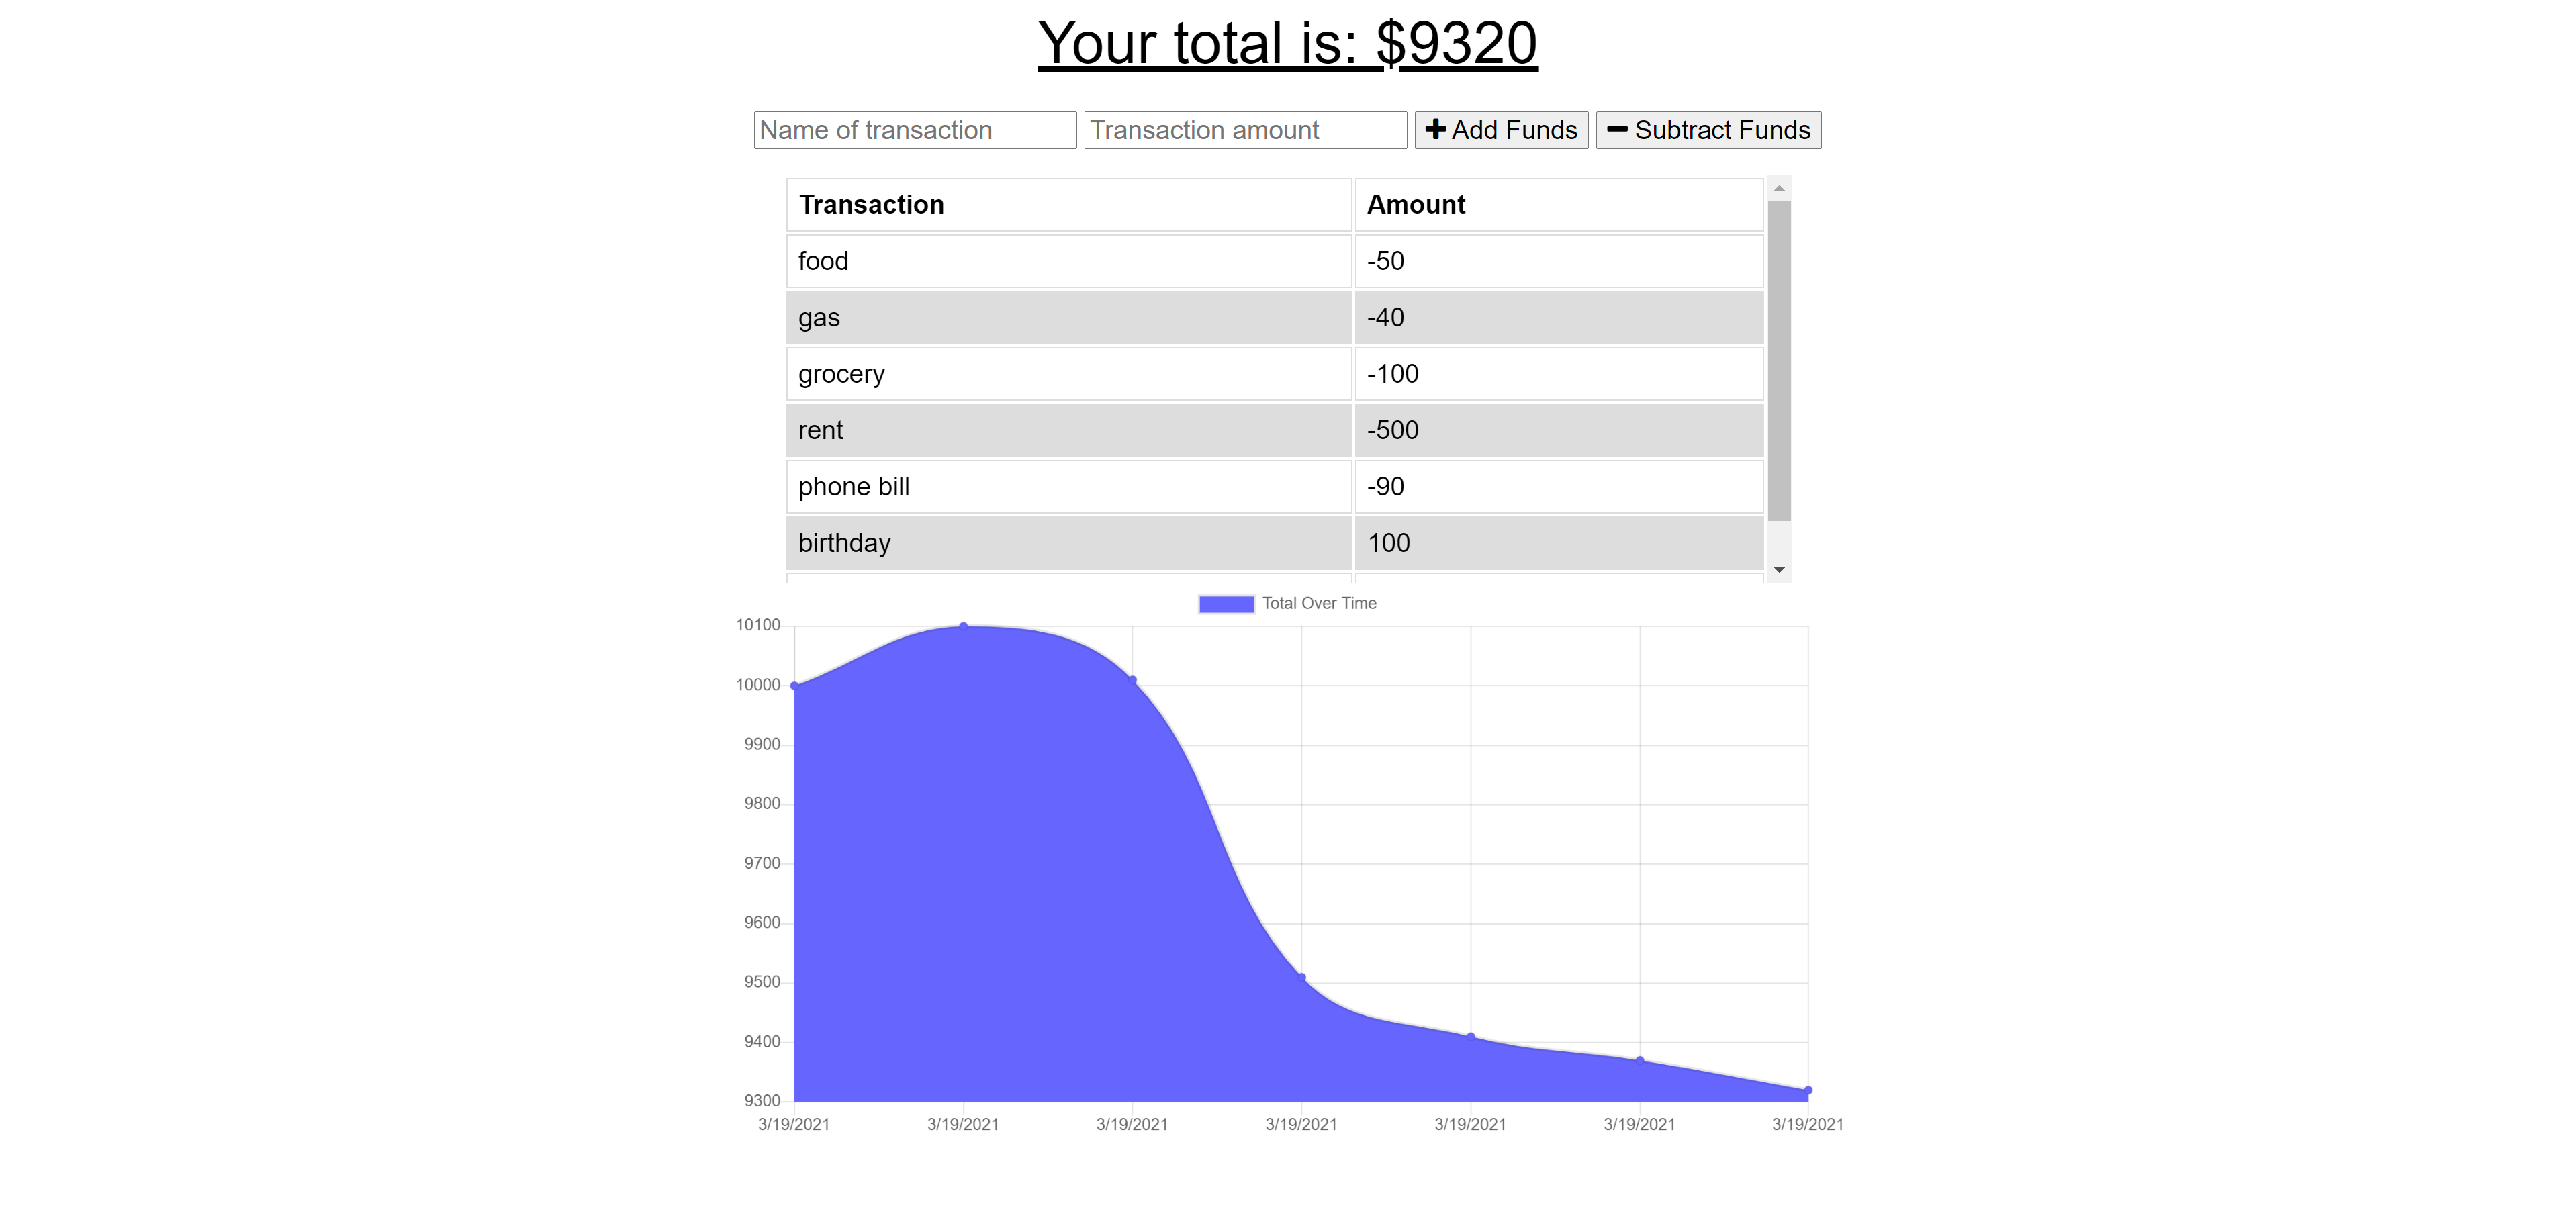 Your total is: $9320
Name of transaction Transaction amount Add Funds Subtract Funds
Transaction Amount
food -50
gas -40
grocery -100
rent -500
phone bill -90
birthday 100
Total Over Time
10100
10000
9900
9800
9700
9600
9500
9400
9300
3/19/2021 3/19/2021 3/19/2021 3/19/2021 3/19/2021 3/19/2021 3/19/2021